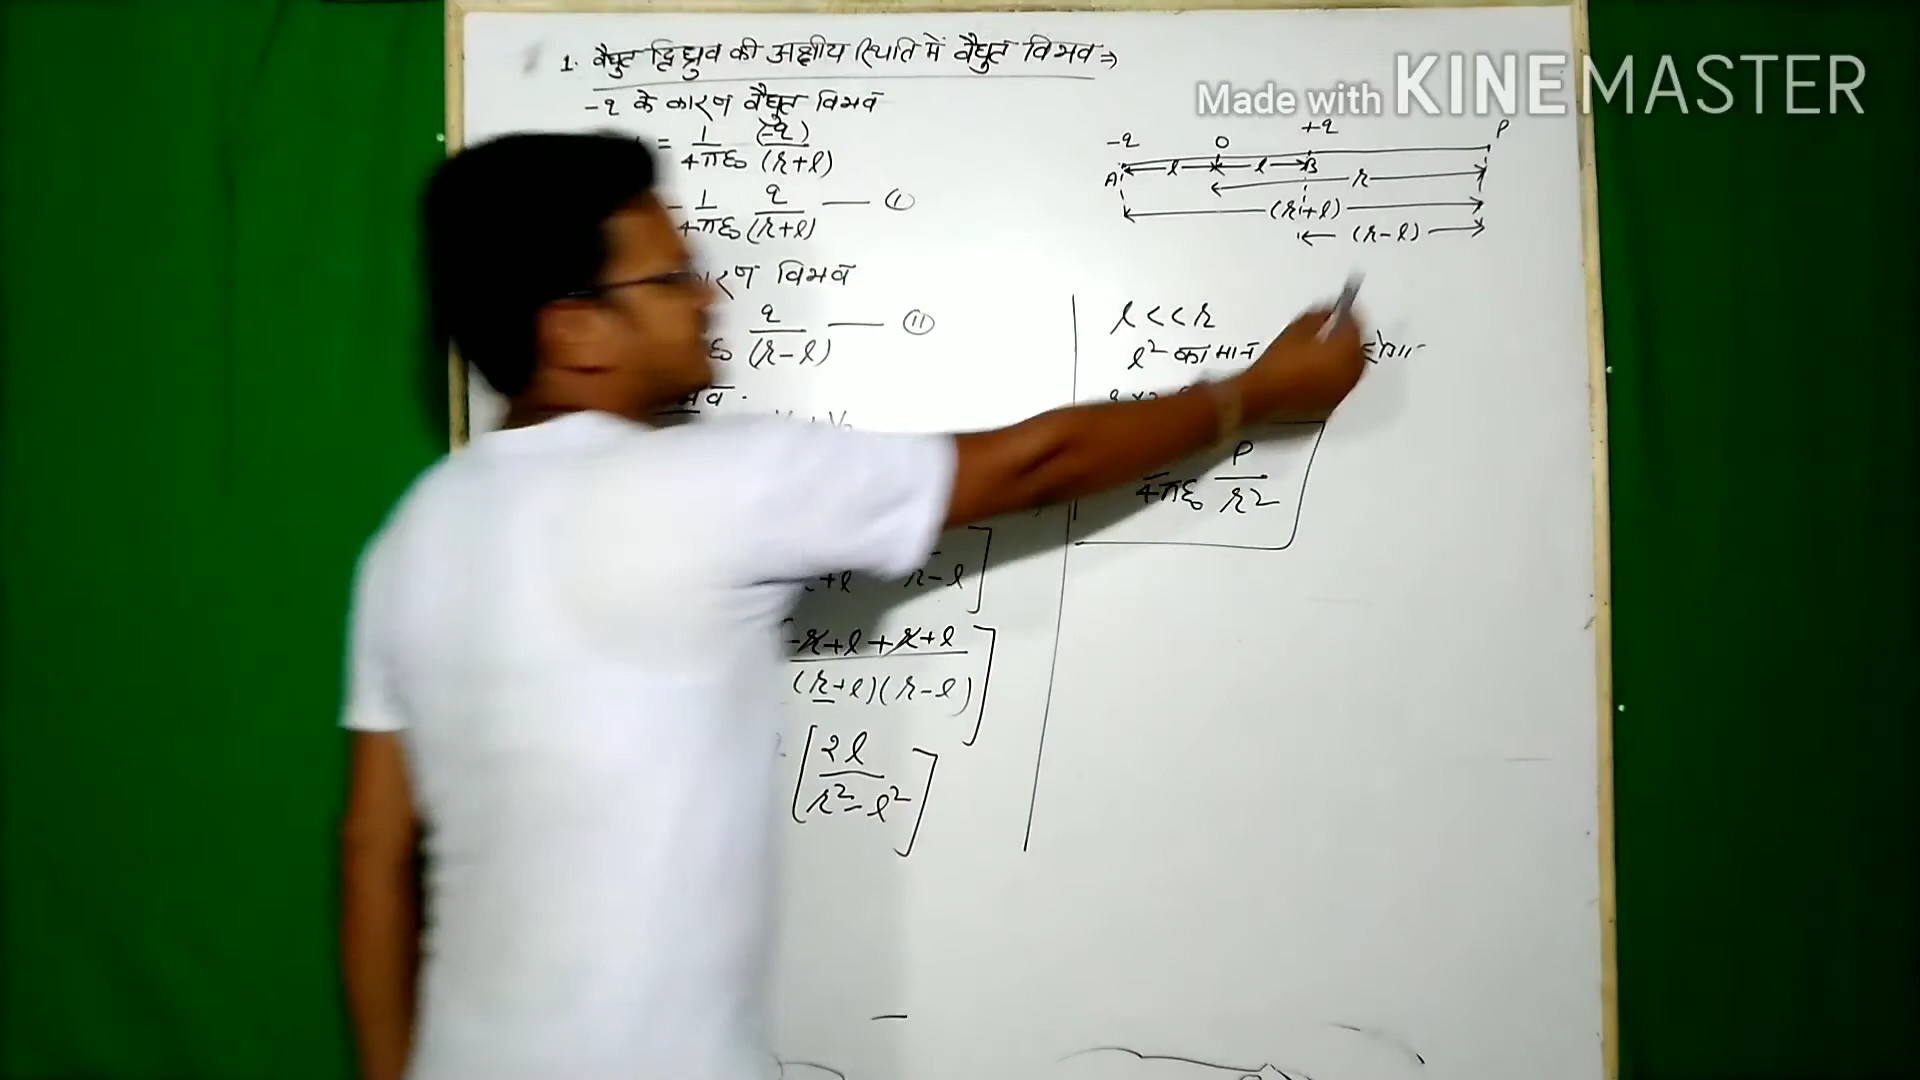 1. वैधुत द्विध्रुव की अक्षीय स्थिति में वैधुत विभव ⇒
-q के कारण वैधुत विभव
= 1/4πε₀ (-q)/(r+l)
- 1/4πε₀ q/(r+l) — (I)
कारण विभव
q/(r-l) — (II)
V₂
r-l ]
-r+l+r+l / (r+l)(r-l) ]
[ 2l / r²-l² ]
Made with KINEMASTER
-q O +q P
A l l B
r
(r+l)
(r-l)
l << r
l² का मान
P
4πε₀ r²